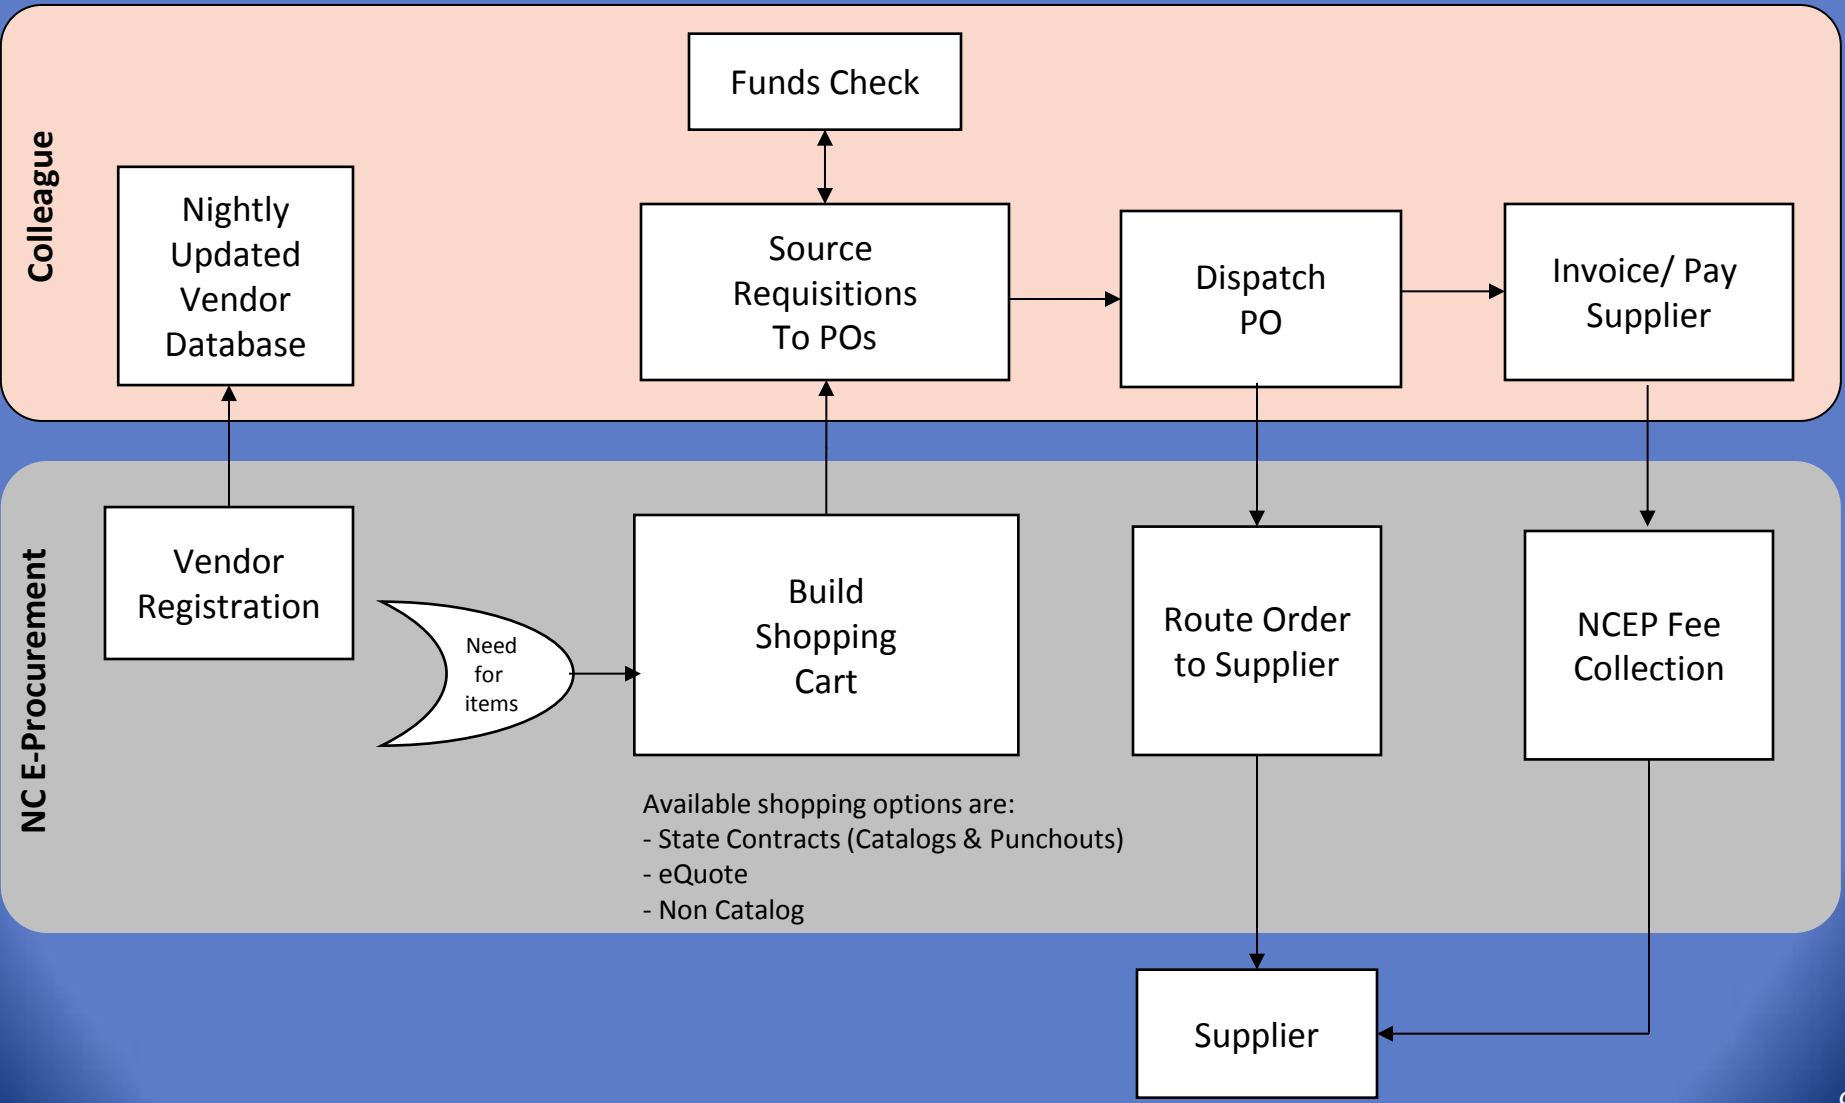 Colleague
Funds Check
Nightly
Updated
Vendor
Database
Source
Requisitions
To POs
Dispatch
PO
Invoice/ Pay
Supplier
NC E-Procurement
Vendor
Registration
Need
for
items
Build
Shopping
Cart
Route Order
to Supplier
NCEP Fee
Collection
Available shopping options are:
- State Contracts (Catalogs & Punchouts)
- eQuote
- Non Catalog
Supplier